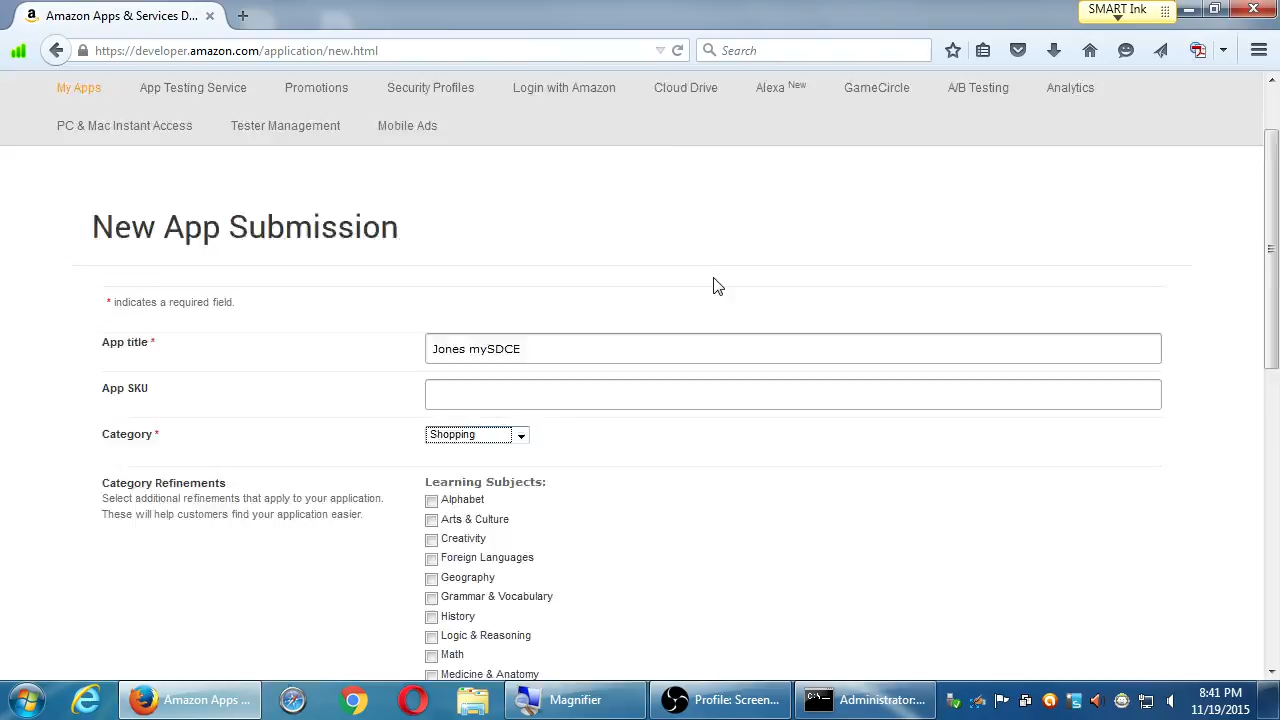 Amazon Apps & Services D...
SMART Ink
https://developer.amazon.com/application/new.html
Search
My Apps
App Testing Service
Promotions
Security Profiles
Login with Amazon
Cloud Drive
Alexa New
GameCircle
A/B Testing
Analytics
PC & Mac Instant Access
Tester Management
Mobile Ads
New App Submission
* indicates a required field.
App title *
Jones mySDCE
App SKU
Category *
Shopping
Category Refinements
Select additional refinements that apply to your application.
These will help customers find your application easier.
Learning Subjects:
Alphabet
Arts & Culture
Creativity
Foreign Languages
Geography
Grammar & Vocabulary
History
Logic & Reasoning
Math
Medicine & Anatomy
Amazon Apps ...
Magnifier
Profile: Screen...
Administrator:...
8:41 PM
11/19/2015